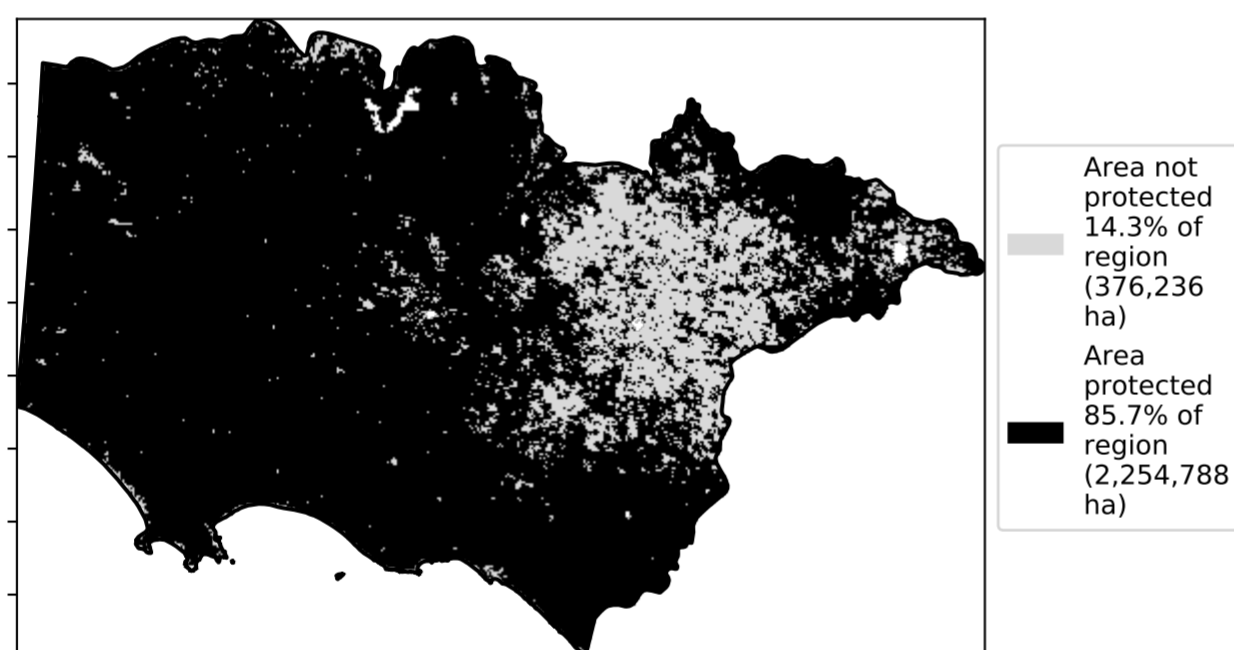 Area not
protected
14.3% of
region
(376,236
ha)
Area
protected
85.7% of
region
(2,254,788
ha)